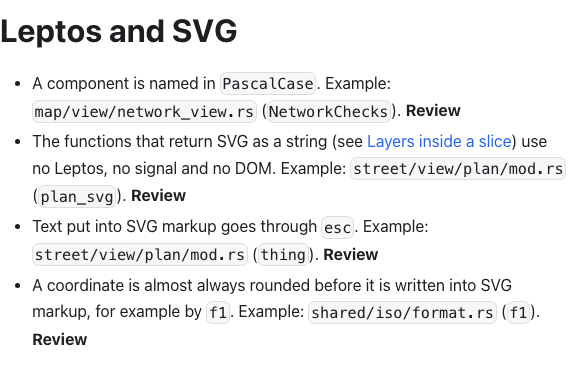 Leptos and SVG
• A component is named in PascalCase. Example:
map/view/network_view.rs (NetworkChecks). Review
• The functions that return SVG as a string (see Layers inside a slice) use
no Leptos, no signal and no DOM. Example: street/view/plan/mod.rs
(plan_svg). Review
• Text put into SVG markup goes through esc. Example:
street/view/plan/mod.rs (thing). Review
• A coordinate is almost always rounded before it is written into SVG
markup, for example by f1. Example: shared/iso/format.rs (f1).
Review